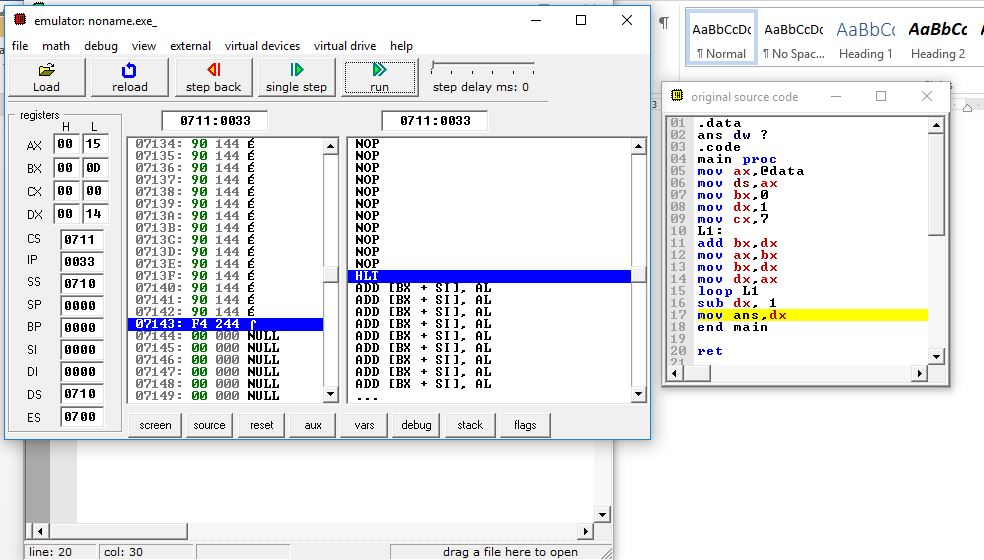 emulator: noname.exe_
file math debug view external virtual devices virtual drive help
Load reload step back single step run step delay ms: 0
registers
H L
AX 00 15
BX 00 0D
CX 00 00
DX 00 14
CS 0711
IP 0033
SS 0710
SP 0000
BP 0000
SI 0000
DI 0000
DS 0710
ES 0700
0711:0033
07134: 90 144 É
07135: 90 144 É
07136: 90 144 É
07137: 90 144 É
07138: 90 144 É
07139: 90 144 É
0713A: 90 144 É
0713B: 90 144 É
0713C: 90 144 É
0713D: 90 144 É
0713E: 90 144 É
0713F: 90 144 É
07140: 90 144 É
07141: 90 144 É
07142: 90 144 É
07143: F4 244 ⌠
07144: 00 000 NULL
07145: 00 000 NULL
07146: 00 000 NULL
07147: 00 000 NULL
07148: 00 000 NULL
07149: 00 000 NULL
0711:0033
NOP
NOP
NOP
NOP
NOP
NOP
NOP
NOP
NOP
NOP
NOP
HLT
ADD [BX + SI], AL
ADD [BX + SI], AL
ADD [BX + SI], AL
ADD [BX + SI], AL
ADD [BX + SI], AL
ADD [BX + SI], AL
ADD [BX + SI], AL
ADD [BX + SI], AL
ADD [BX + SI], AL
...
screen source reset aux vars debug stack flags
line: 20 col: 30 drag a file here to open
¶
AaBbCcDc AaBbCcDc AaBbCc AaBbCc
¶ Normal ¶ No Spac... Heading 1 Heading 2
3
original source code
01 .data
02 ans dw ?
03 .code
04 main proc
05 mov ax,@data
06 mov ds,ax
07 mov bx,0
08 mov dx,1
09 mov cx,7
10 L1:
11 add bx,dx
12 mov ax,bx
13 mov bx,dx
14 mov dx,ax
15 loop L1
16 sub dx, 1
17 mov ans,dx
18 end main
19
20 ret
21